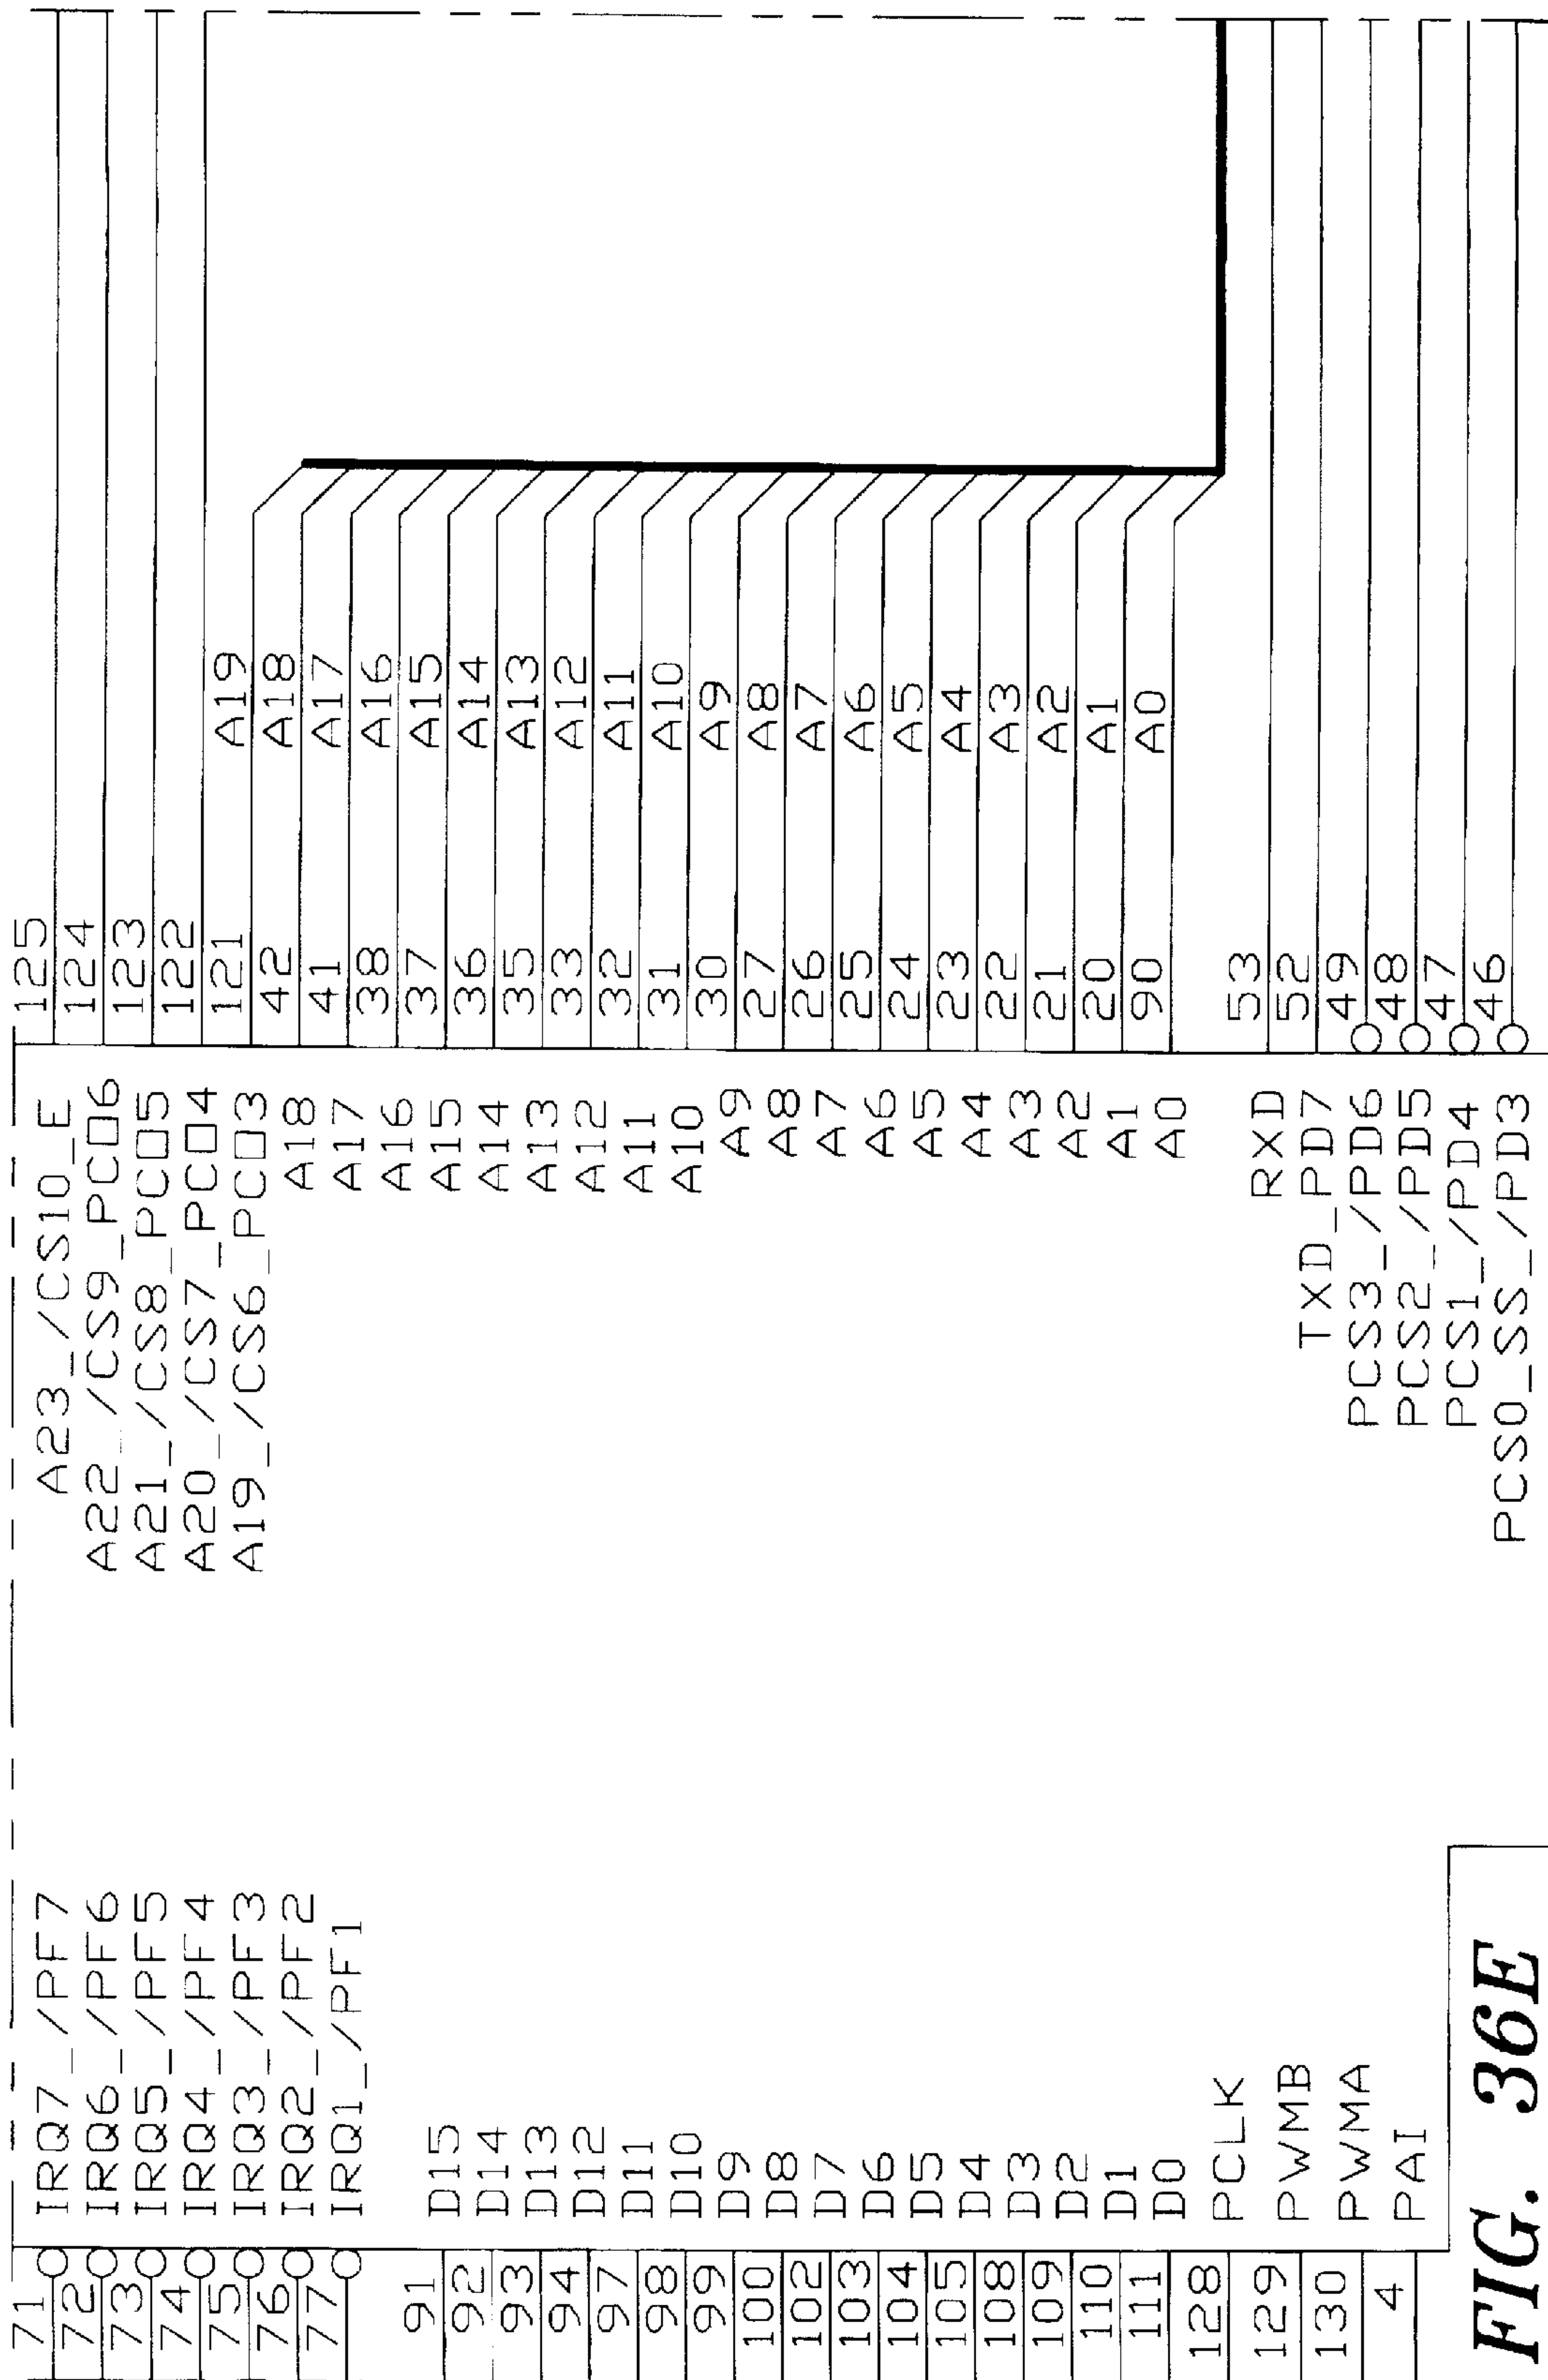 71 IRQ7_/PF7 A23_/CS10_E 125
72 IRQ6_/PF6 A22_/CS9_PCO6 124
73 IRQ5_/PF5 A21_/CS8_PCO5 123
74 IRQ4_/PF4 A20_/CS7_PCO4 122
75 IRQ3_/PF3 A19_/CS6_PCO3 121 A19
76 IRQ2_/PF2 A18 42 A18
77 IRQ1_/PF1 A17 41 A17
A16 38 A16
91 D15 A15 37 A15
92 D14 A14 36 A14
93 D13 A13 35 A13
94 D12 A12 33 A12
97 D11 A11 32 A11
98 D10 A10 31 A10
99 D9 A9 30 A9
100 D8 A8 27 A8
102 D7 A7 26 A7
103 D6 A6 25 A6
104 D5 A5 24 A5
105 D4 A4 23 A4
108 D3 A3 22 A3
109 D2 A2 21 A2
110 D1 A1 20 A1
111 D0 A0 90 A0
128 PCLK
RXD 53
129 PWMB TXD_PD7 52
130 PWMA PCS3_/PD6 49
4 PAI PCS2_/PD5 48
PCS1_/PD4 47
PCS0_SS_/PD3 46
FIG. 36E